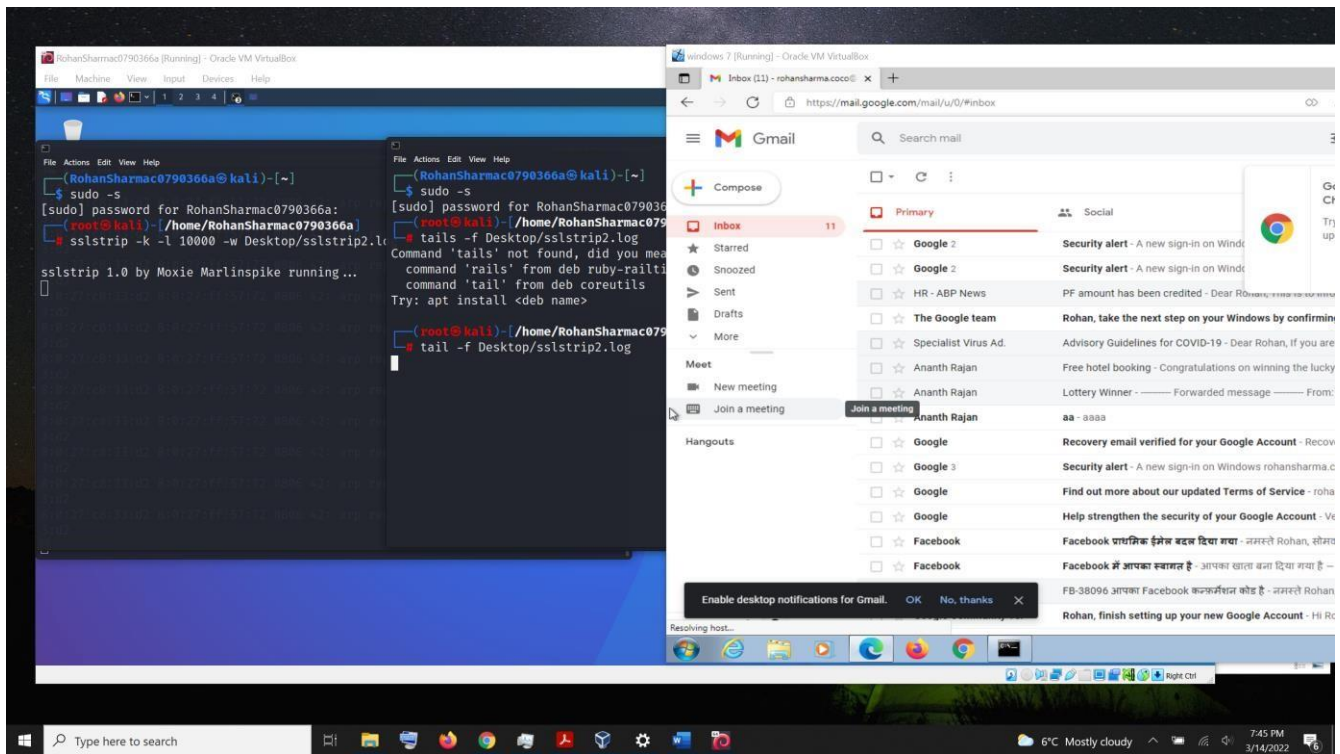 RohanSharmac0790366a [Running] - Oracle VM VirtualBox
File Machine View Input Devices Help
1 2 3 4
File Actions Edit View Help
(RohanSharmac0790366a㉿kali)-[~]
$ sudo -s
[sudo] password for RohanSharmac0790366a:
(root㉿kali)-[/home/RohanSharmac0790366a]
# sslstrip -k -l 10000 -w Desktop/sslstrip2.lo
sslstrip 1.0 by Moxie Marlinspike running...
File Actions Edit View Help
(RohanSharmac0790366a㉿kali)-[~]
$ sudo -s
[sudo] password for RohanSharmac079036
(root㉿kali)-[/home/RohanSharmac079
# tails -f Desktop/sslstrip2.log
Command 'tails' not found, did you mea
command 'rails' from deb ruby-railti
command 'tail' from deb coreutils
Try: apt install <deb name>
(root㉿kali)-[/home/RohanSharmac079
# tail -f Desktop/sslstrip2.log
windows 7 [Running] - Oracle VM VirtualBox
Inbox (11) - rohansharma.coco@
https://mail.google.com/mail/u/0/#inbox
Gmail
Search mail
Compose
Inbox 11
Starred
Snoozed
Sent
Drafts
More
Meet
New meeting
Join a meeting
Hangouts
Join a meeting
Primary
Social
Google 2 Security alert - A new sign-in on Windo
Google 2 Security alert - A new sign-in on Windo
HR - ABP News PF amount has been credited - Dear Rohan,
The Google team Rohan, take the next step on your Windows by confirming
Specialist Virus Ad. Advisory Guidelines for COVID-19 - Dear Rohan, If you are
Ananth Rajan Free hotel booking - Congratulations on winning the lucky
Ananth Rajan Lottery Winner - ---------- Forwarded message --------- From:
Ananth Rajan aa - aaaa
Google Recovery email verified for your Google Account - Recov
Google 3 Security alert - A new sign-in on Windows rohansharma.c
Google Find out more about our updated Terms of Service - roha
Google Help strengthen the security of your Google Account - Ve
Facebook Facebook प्राथमिक ईमेल बदल दिया गया - नमस्ते Rohan,
Facebook Facebook में आपका स्वागत है - आपका खाता बना दिया गया है –
FB-38096 आपका Facebook कन्फ़र्मेशन कोड है - नमस्ते Rohan
Rohan, finish setting up your new Google Account - Hi Ro
Enable desktop notifications for Gmail. OK No, thanks
Resolving host...
Right Ctrl
Type here to search
6°C Mostly cloudy
7:45 PM
3/14/2022
6